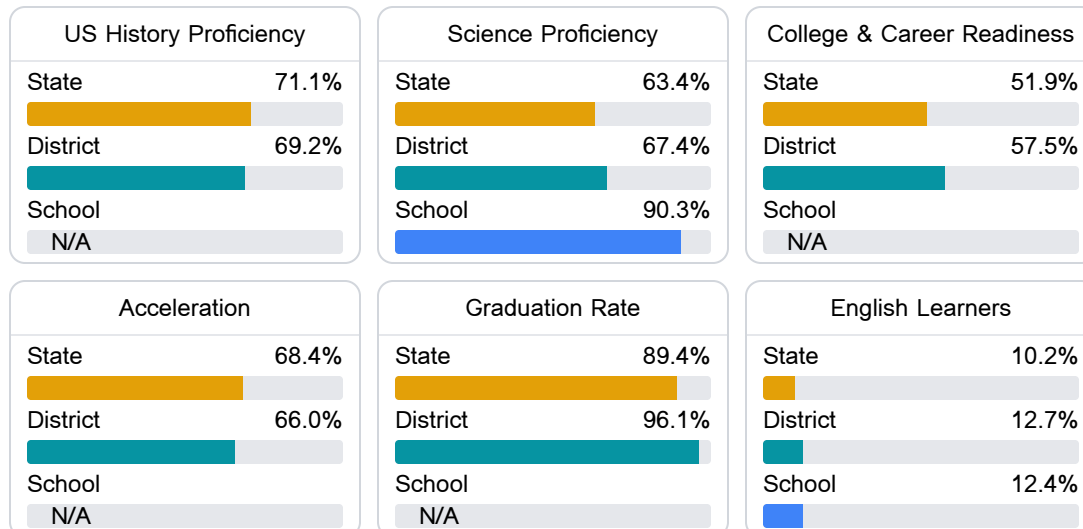 US History Proficiency
State 71.1%
District 69.2%
School
N/A
Science Proficiency
State 63.4%
District 67.4%
School 90.3%
College & Career Readiness
State 51.9%
District 57.5%
School
N/A
Acceleration
State 68.4%
District 66.0%
School
N/A
Graduation Rate
State 89.4%
District 96.1%
School
N/A
English Learners
State 10.2%
District 12.7%
School 12.4%